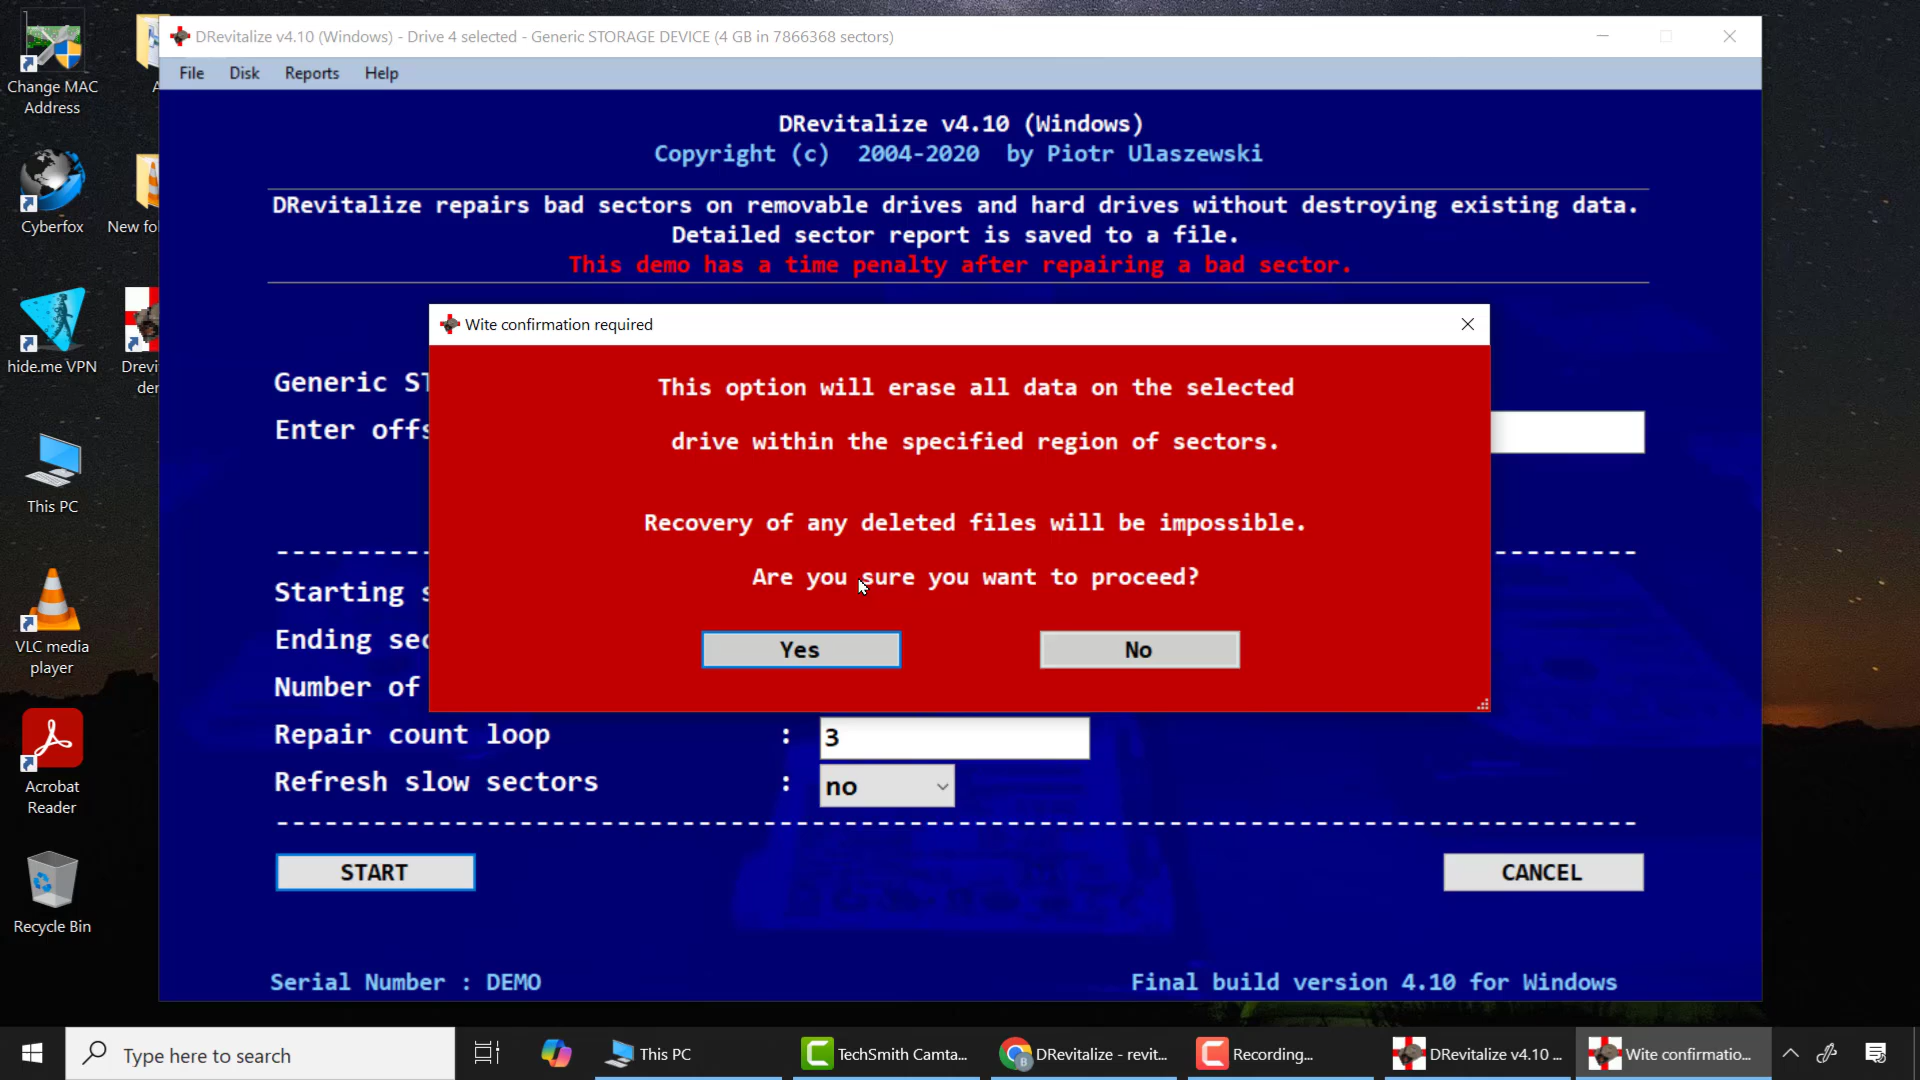 DRevitalize v4.10 (Windows) - Drive 4 selected - Generic STORAGE DEVICE (4 GB in 7866368 sectors)
File Disk Reports Help
DRevitalize v4.10 (Windows)
Copyright (c) 2004-2020 by Piotr Ulaszewski
DRevitalize repairs bad sectors on removable drives and hard drives without destroying existing data.
Detailed sector report is saved to a file.
This demo has a time penalty after repairing a bad sector.
Generic ST
Enter offs
Wite confirmation required
This option will erase all data on the selected
drive within the specified region of sectors.
Recovery of any deleted files will be impossible.
Are you sure you want to proceed?
Yes No
Starting s
Ending sec
Number of
Repair count loop : 3
Refresh slow sectors : no
START CANCEL
Serial Number : DEMO Final build version 4.10 for Windows
Change MAC
Address
Cyberfox
New fol
hide.me VPN
Drevi
der
This PC
VLC media
player
Acrobat
Reader
Recycle Bin
Type here to search
This PC
TechSmith Camta...
DRevitalize - revit...
Recording...
DRevitalize v4.10 ...
Wite confirmatio...